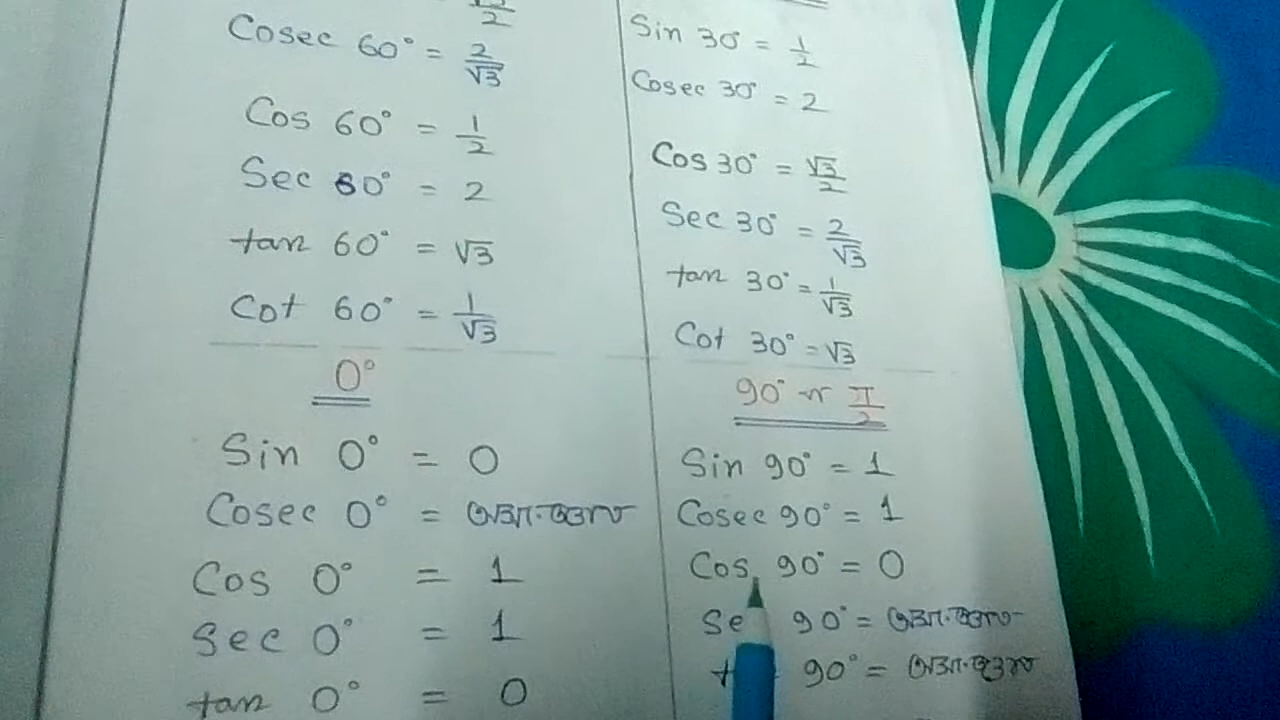 Cosec 60° = 2/√3
Cos 60° = 1/2
Sec 60° = 2
tan 60° = √3
Cot 60° = 1/√3
0°
Sin 0° = 0
Cosec 0° =
Cos 0° = 1
Sec 0° = 1
tan 0° = 0
Sin 30° = 1/2
Cosec 30° = 2
Cos 30° = √3/2
Sec 30° = 2/√3
tan 30° = 1/√3
Cot 30° = √3
90° or π/2
Sin 90° = 1
Cosec 90° = 1
Cos 90° = 0
Se 90° =
t 90° =